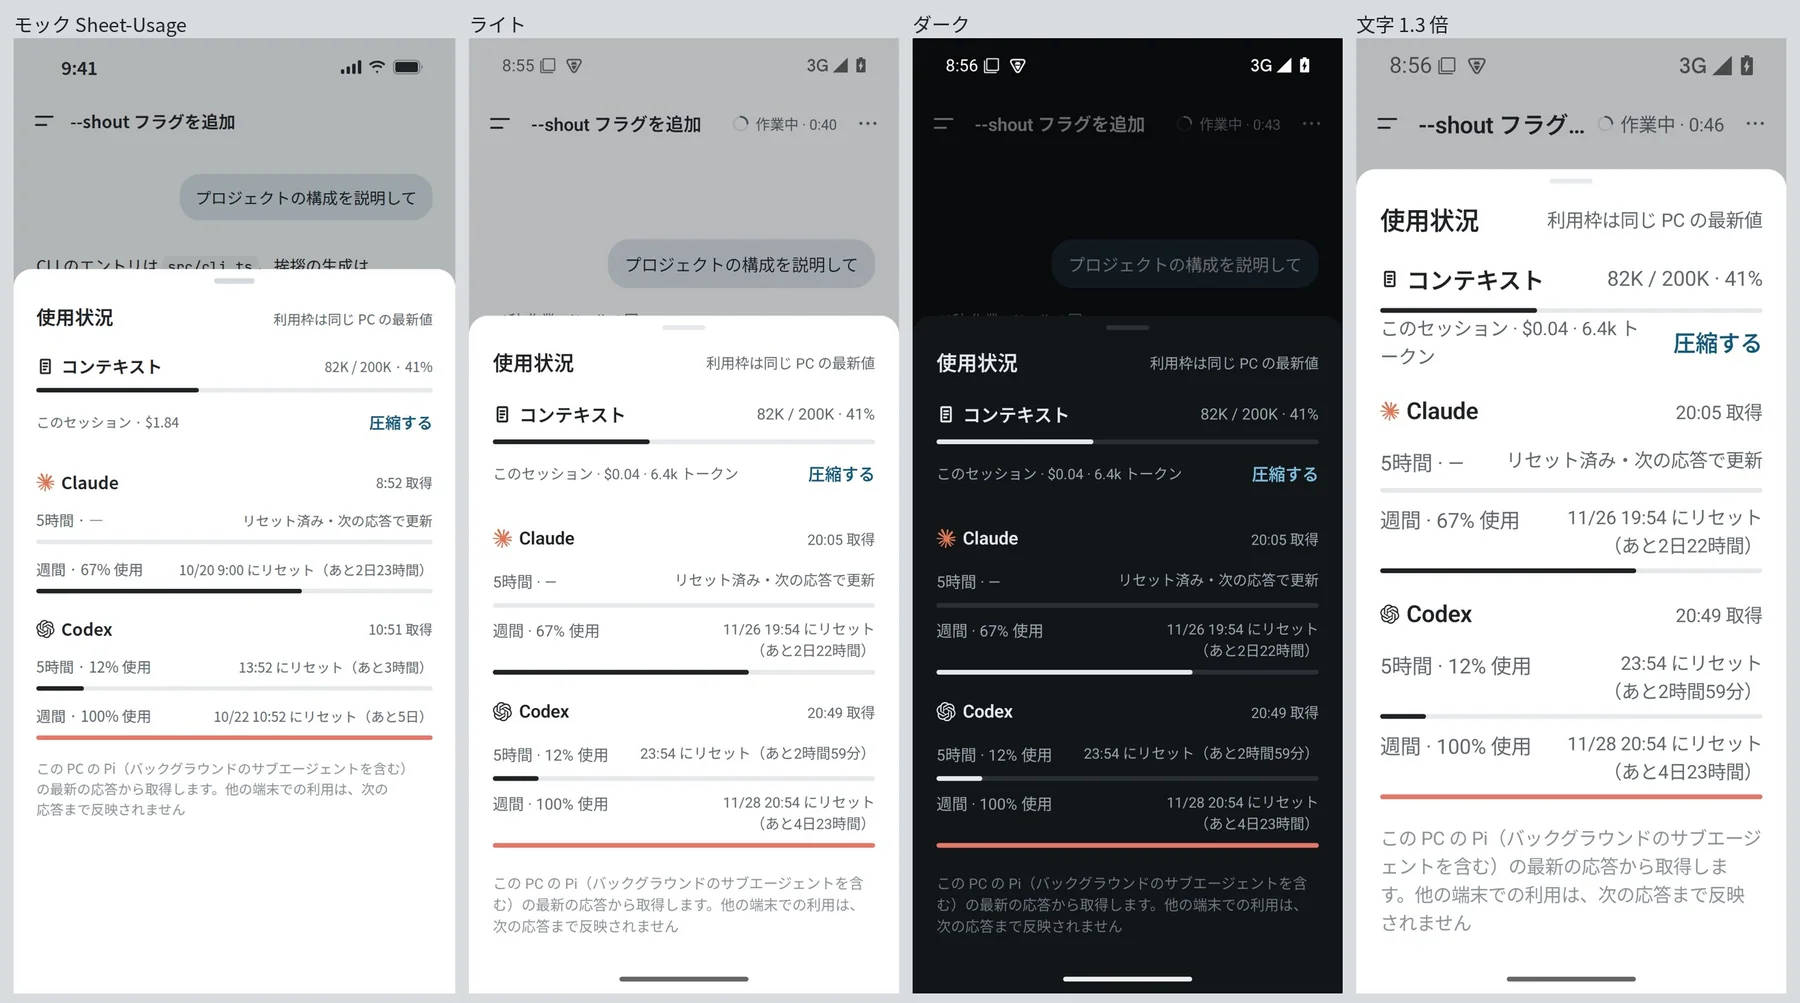 モック Sheet-Usage
9:41
--shout フラグを追加
プロジェクトの構成を説明して
CLIのエントリは src/cli.ts、挨拶の生成は
使用状況
利用枠は同じ PC の最新値
コンテキスト
82K / 200K · 41%
このセッション · $1.84
圧縮する
Claude
8:52 取得
5時間 · —
リセット済み・次の応答で更新
週間 · 67% 使用
10/20 9:00 にリセット（あと2日23時間）
Codex
10:51 取得
5時間 · 12% 使用
13:52 にリセット（あと3時間）
週間 · 100% 使用
10/22 10:52 にリセット（あと5日）
この PC の Pi（バックグラウンドのサブエージェントを含む）
の最新の応答から取得します。他の端末での利用は、次の
応答まで反映されません
ライト
8:55
3G
--shout フラグを追加
作業中 · 0:40
プロジェクトの構成を説明して
使用状況
利用枠は同じ PC の最新値
コンテキスト
82K / 200K · 41%
このセッション · $0.04 · 6.4k トークン
圧縮する
Claude
20:05 取得
5時間 · —
リセット済み・次の応答で更新
週間 · 67% 使用
11/26 19:54 にリセット
（あと2日22時間）
Codex
20:49 取得
5時間 · 12% 使用
23:54 にリセット（あと2時間59分）
週間 · 100% 使用
11/28 20:54 にリセット
（あと4日23時間）
この PC の Pi（バックグラウンドのサブエージェントを含
む）の最新の応答から取得します。他の端末での利用は、
次の応答まで反映されません
ダーク
8:56
3G
--shout フラグを追加
作業中 · 0:43
プロジェクトの構成を説明して
使用状況
利用枠は同じ PC の最新値
コンテキスト
82K / 200K · 41%
このセッション · $0.04 · 6.4k トークン
圧縮する
Claude
20:05 取得
5時間 · —
リセット済み・次の応答で更新
週間 · 67% 使用
11/26 19:54 にリセット
（あと2日22時間）
Codex
20:49 取得
5時間 · 12% 使用
23:54 にリセット（あと2時間59分）
週間 · 100% 使用
11/28 20:54 にリセット
（あと4日23時間）
この PC の Pi（バックグラウンドのサブエージェントを含
む）の最新の応答から取得します。他の端末での利用は、
次の応答まで反映されません
文字 1.3 倍
8:56
3G
--shout フラグ...
作業中 · 0:46
使用状況
利用枠は同じ PC の最新値
コンテキスト
82K / 200K · 41%
このセッション · $0.04 · 6.4k ト
ークン
圧縮する
Claude
20:05 取得
5時間 · —
リセット済み・次の応答で更新
週間 · 67% 使用
11/26 19:54 にリセット
（あと2日22時間）
Codex
20:49 取得
5時間 · 12% 使用
23:54 にリセット
（あと2時間59分）
週間 · 100% 使用
11/28 20:54 にリセット
（あと4日23時間）
この PC の Pi（バックグラウンドのサブエージ
ェントを含む）の最新の応答から取得しま
す。他の端末での利用は、次の応答まで反映
されません